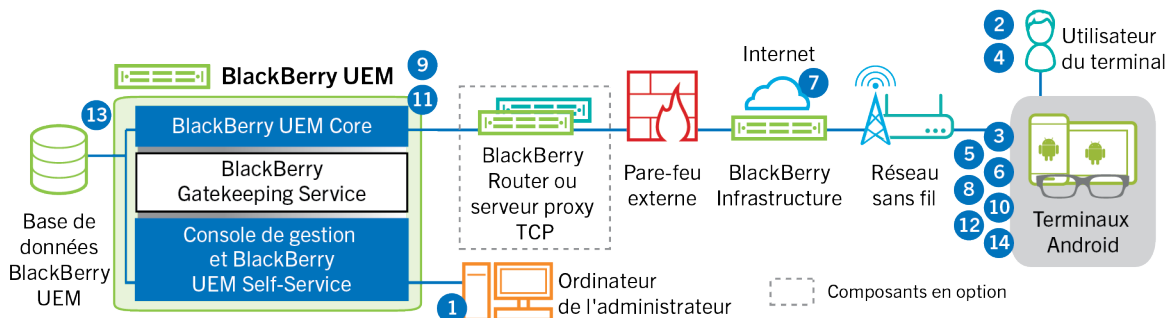 BlackBerry UEM
9
11
13
BlackBerry UEM Core
BlackBerry
Gatekeeping Service
Console de gestion
et BlackBerry
UEM Self-Service
Base de
données
BlackBerry
UEM
1
Ordinateur
de l'administrateur
BlackBerry
Router ou
serveur proxy
TCP
Composants en option
Pare-feu
externe
Internet
7
BlackBerry
Infrastructure
Réseau
sans fil
2
4
Utilisateur
du terminal
3
5
6
8
10
12
14
Terminaux
Android